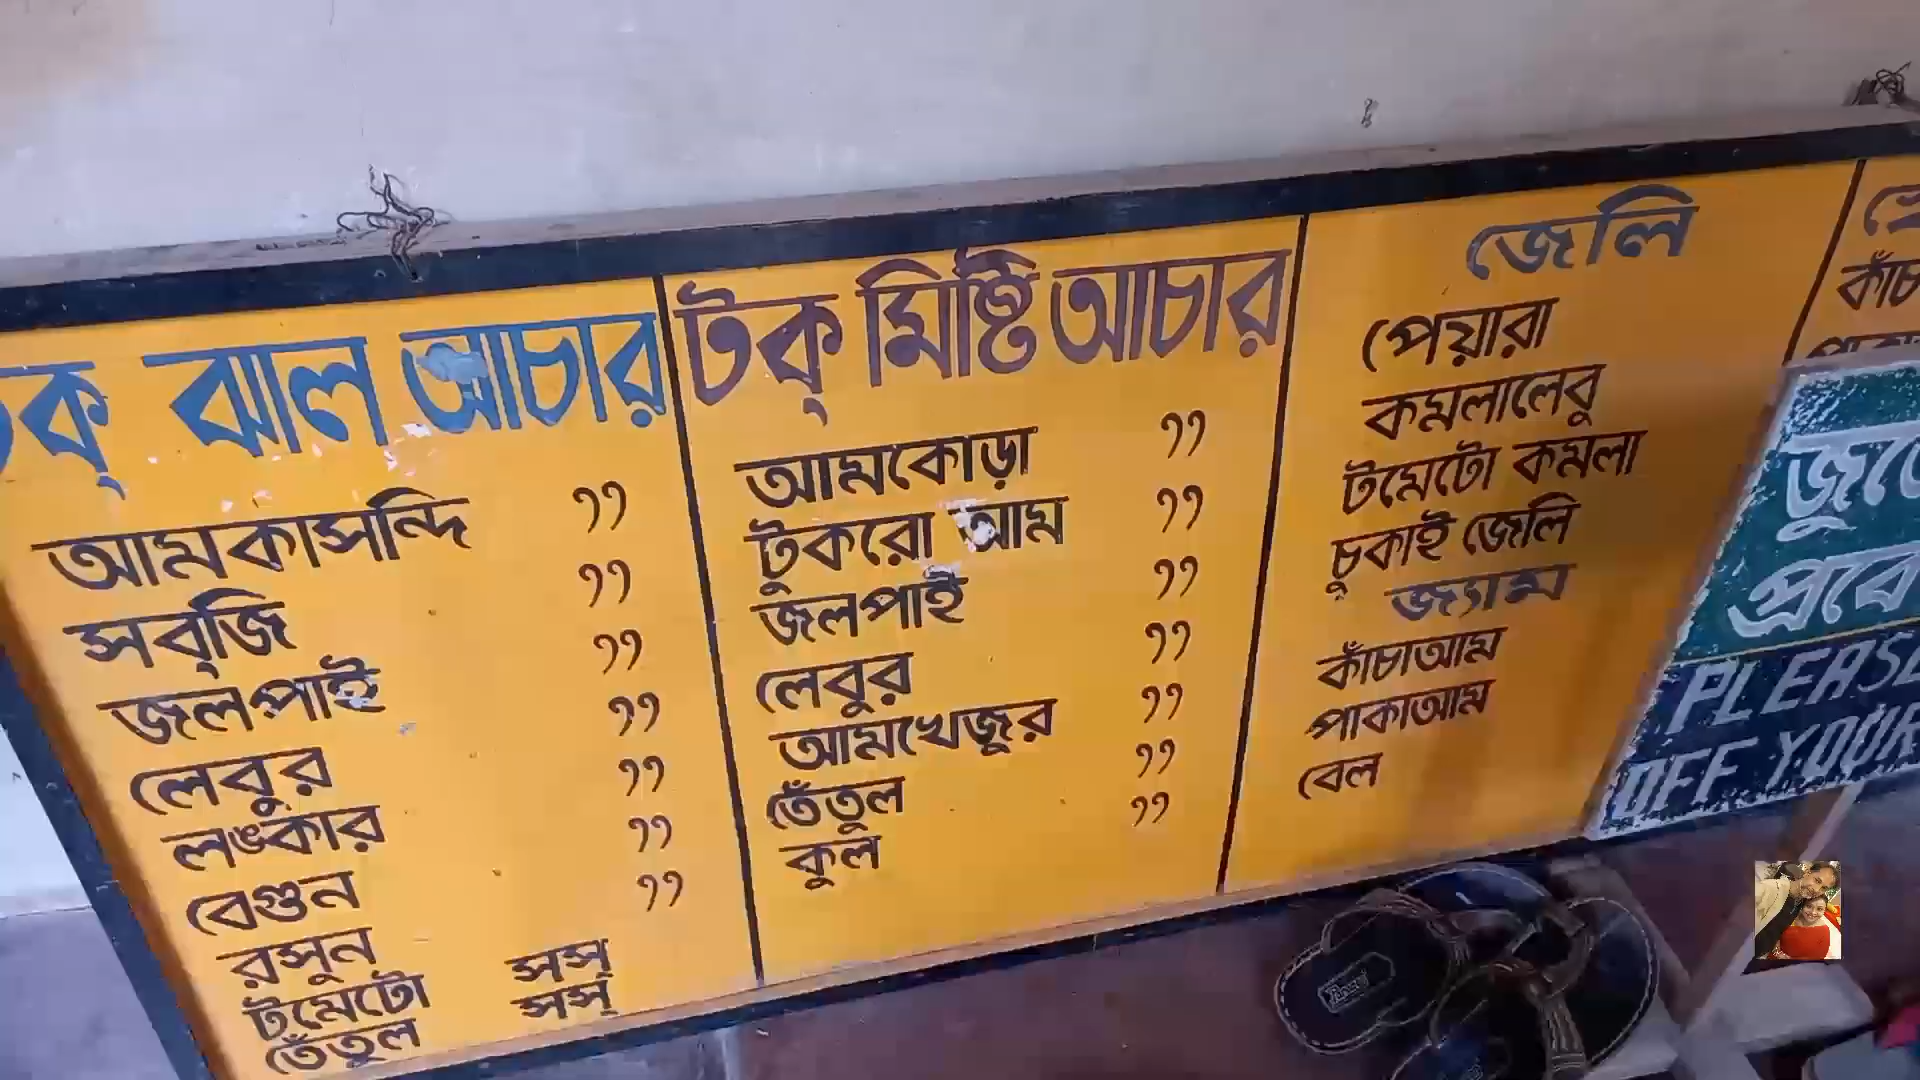 টক্ ঝাল আচার
আমকাসন্দি ,,
সব্জি ,,
জলপাই ,,
লেবুর ,,
লঙ্কার ,,
বেগুন ,,
রসুন ,,
টমেটো সস্
তেঁতুল সস্
টক্ মিষ্টি আচার
আমকোড়া ,,
টুকরো আম ,,
জলপাই ,,
লেবুর ,,
আমখেজুর ,,
তেঁতুল ,,
কুল ,,
জেলি
পেয়ারা
কমলালেবু
টমেটো কমলা
চুকাই জেলি
জ্যাম্ম
কাঁচাআম
পাকাআম
বেল
PLEASE
OFF YOUR